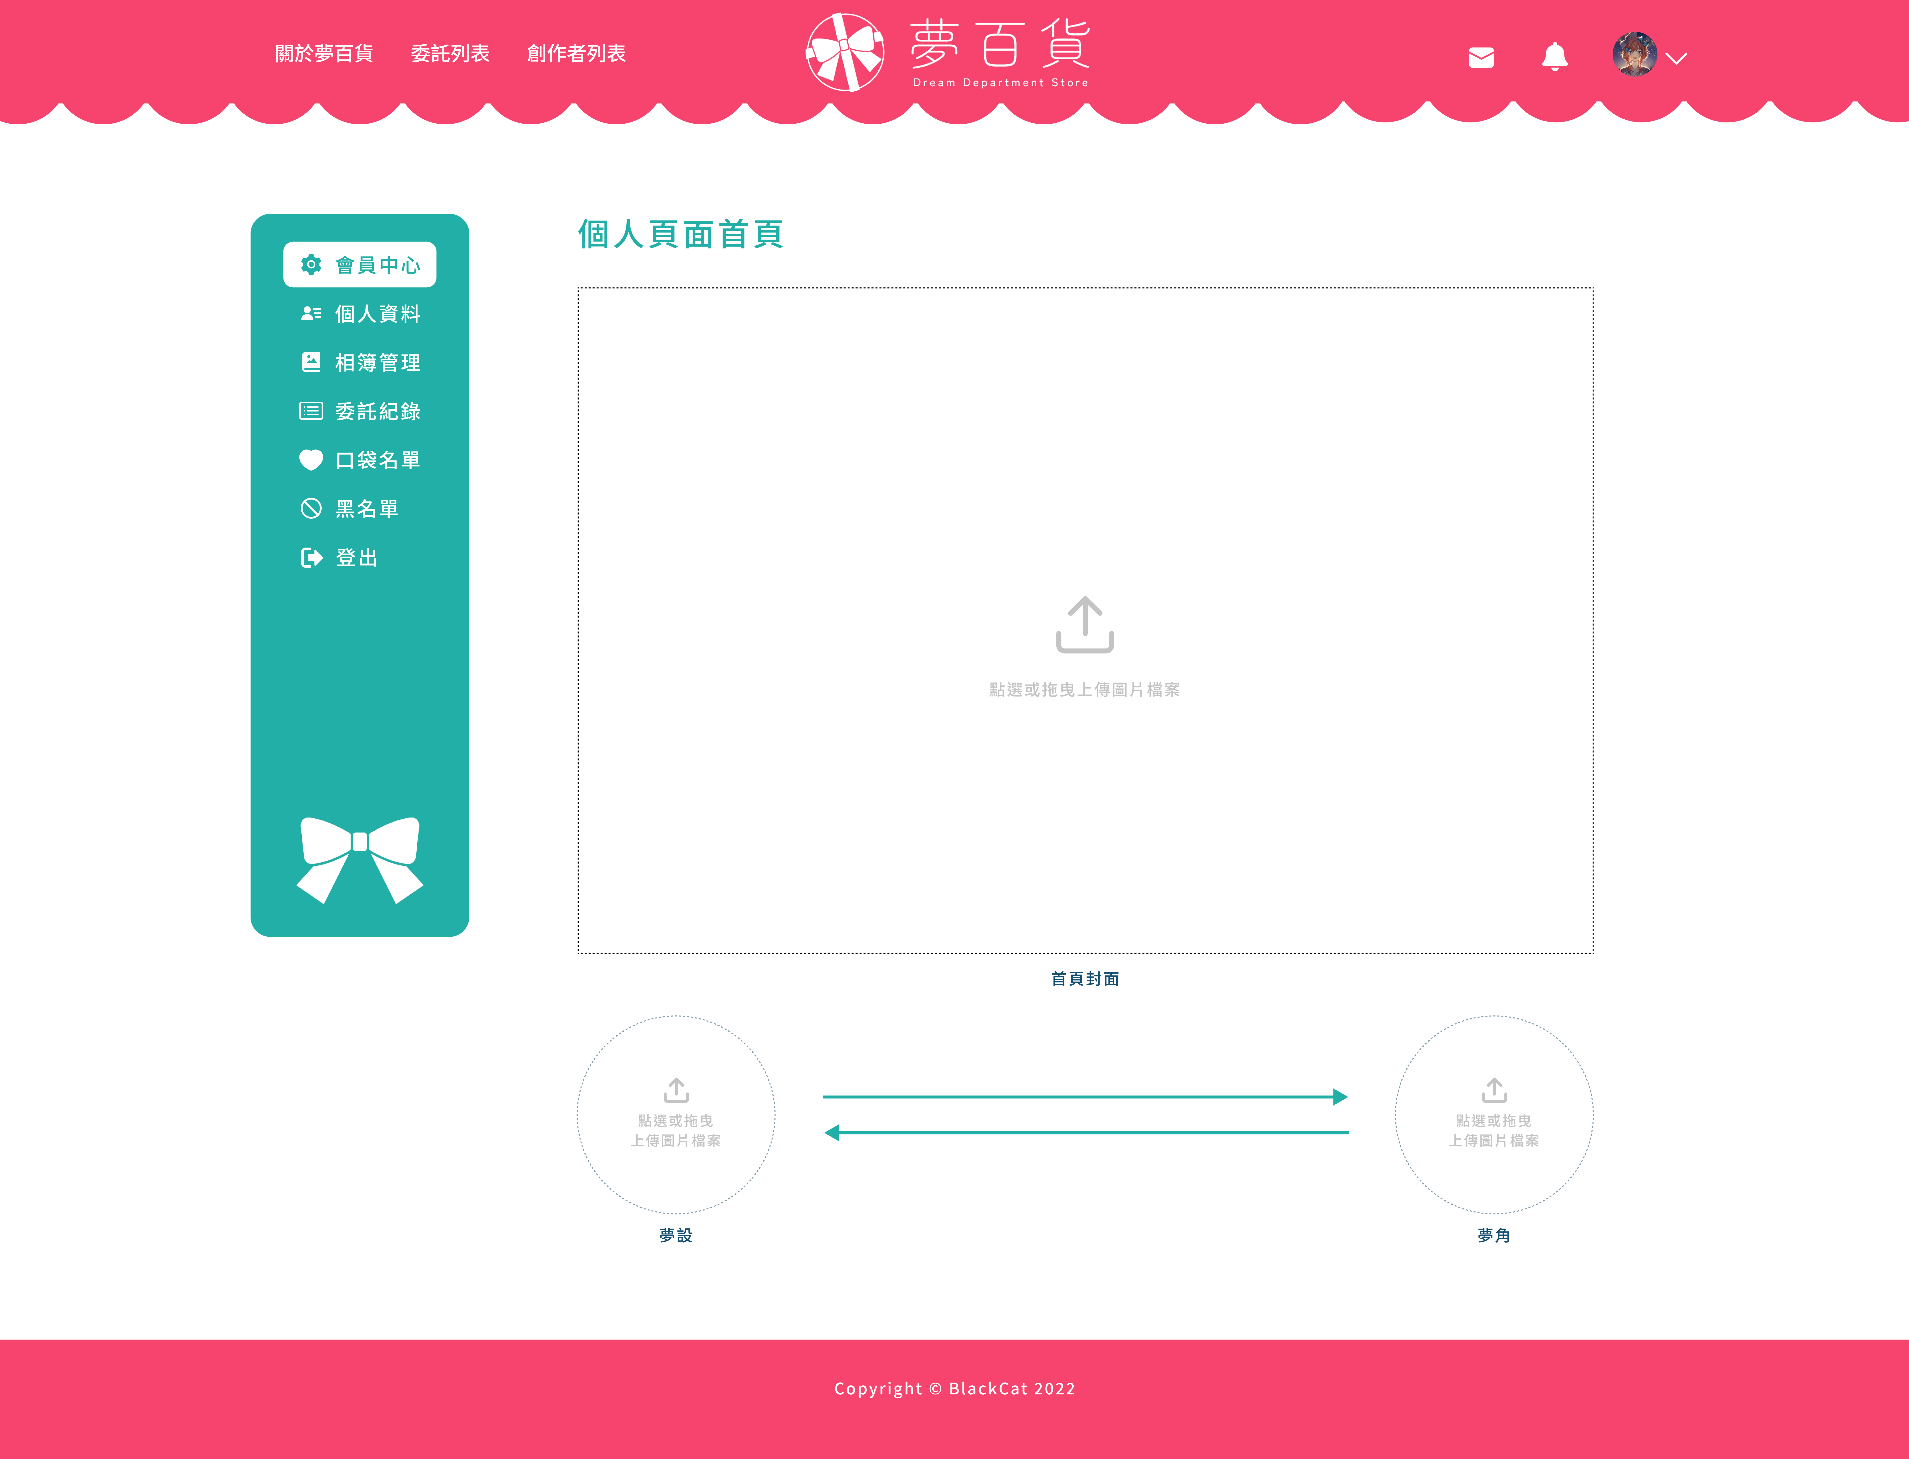 關於夢百貨
委託列表
創作者列表
夢百貨
Dream Department Store
會員中心
個人資料
相簿管理
委託紀錄
口袋名單
黑名單
登出
個人頁面首頁
點選或拖曳上傳圖片檔案
首頁封面
點選或拖曳
上傳圖片檔案
夢設
點選或拖曳
上傳圖片檔案
夢角
Copyright © BlackCat 2022